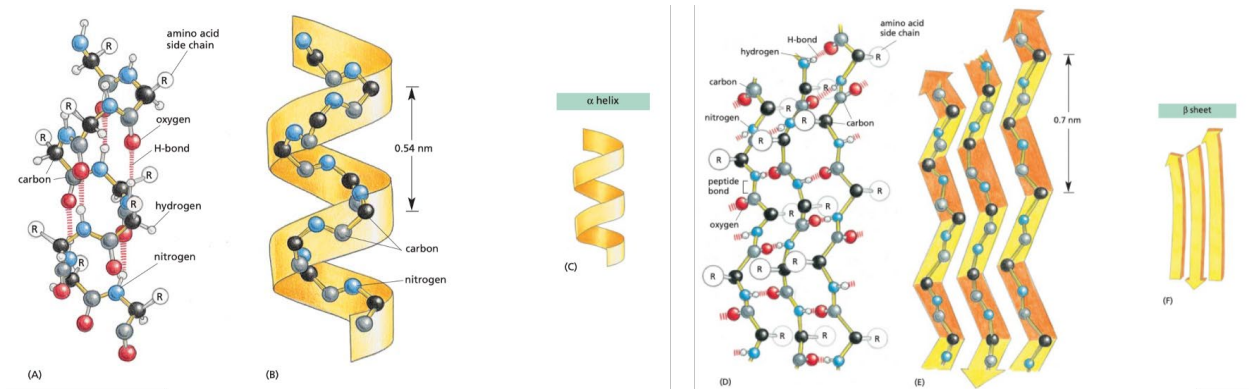 amino acid
side chain
R
R
R
oxygen
R
H-bond
carbon
R
R
hydrogen
R
R
nitrogen
R
(A)
0.54 nm
carbon
nitrogen
(B)
α helix
(C)
amino acid
side chain
H-bond
hydrogen
R
carbon
R
R
nitrogen
R
carbon
R
R
peptide
bond
R
R
R
oxygen
R
R
R
R
R
R
(D)
0.7 nm
(E)
β sheet
(F)